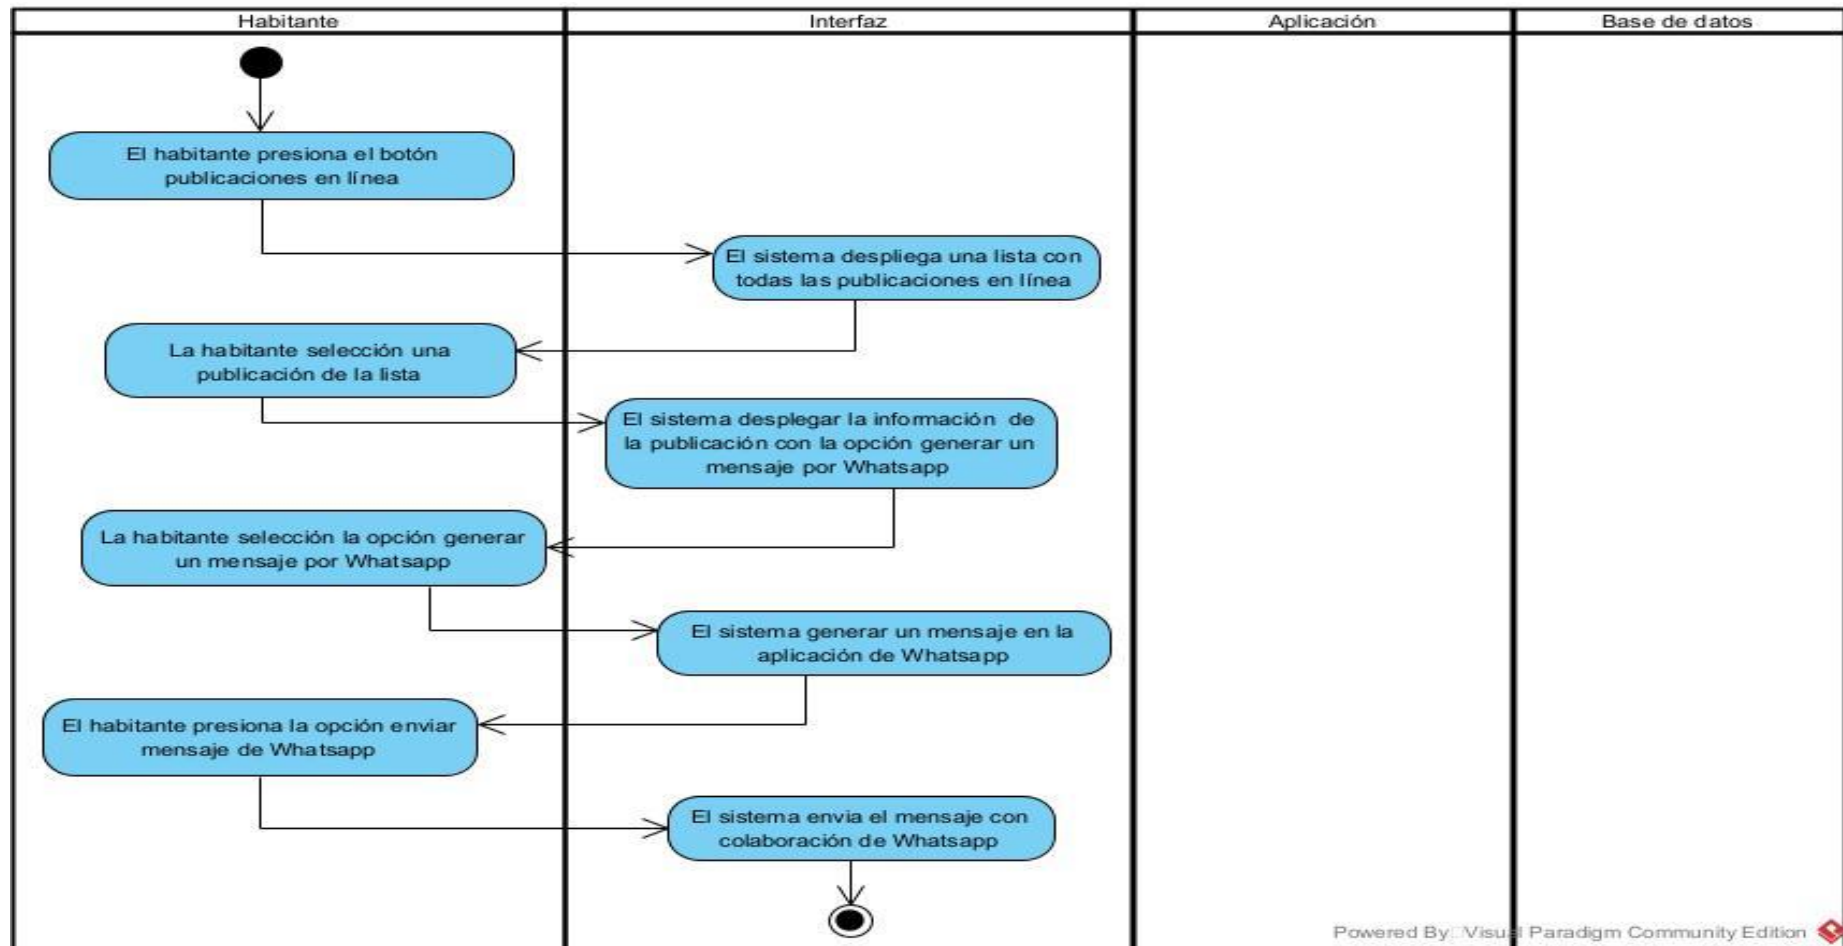 Habitante
Interfaz
Aplicación
Base de datos
El habitante presiona el botón
publicaciones en línea
El sistema despliega una lista con
todas las publicaciones en línea
La habitante selección una
publicación de la lista
El sistema desplegar la información de
la publicación con la opción generar un
mensaje por Whatsapp
La habitante selección la opción generar
un mensaje por Whatsapp
El sistema generar un mensaje en la
aplicación de Whatsapp
El habitante presiona la opción enviar
mensaje de Whatsapp
El sistema envia el mensaje con
colaboración de Whatsapp
Powered By Visual Paradigm Community Edition